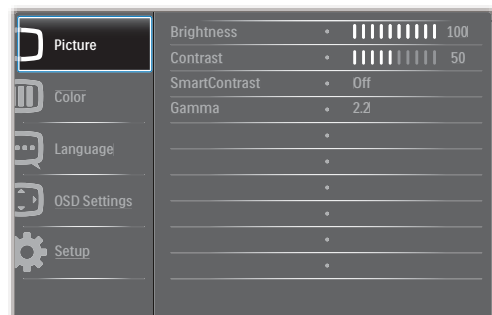 Picture
Color
Language
OSD Settings
Setup
Brightness 100
Contrast 50
SmartContrast Off
Gamma 2.2